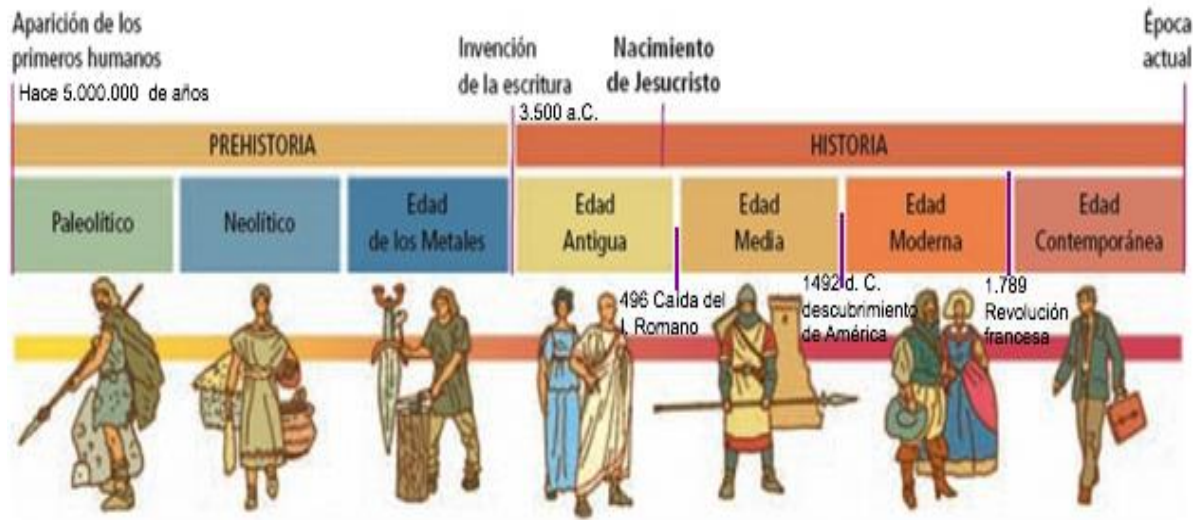 Aparición de los
primeros humanos
Hace 5.000.000 de años
Invención
de la escritura
3.500 a.C.
Nacimiento
de Jesucristo
Época
actual
PREHISTORIA
HISTORIA
Paleolítico
Neolítico
Edad
de los Metales
Edad
Antigua
Edad
Media
Edad
Moderna
Edad
Contemporánea
496 Caída del
I. Romano
1492 d. C.
descubrimiento
de América
1.789
Revolución
francesa